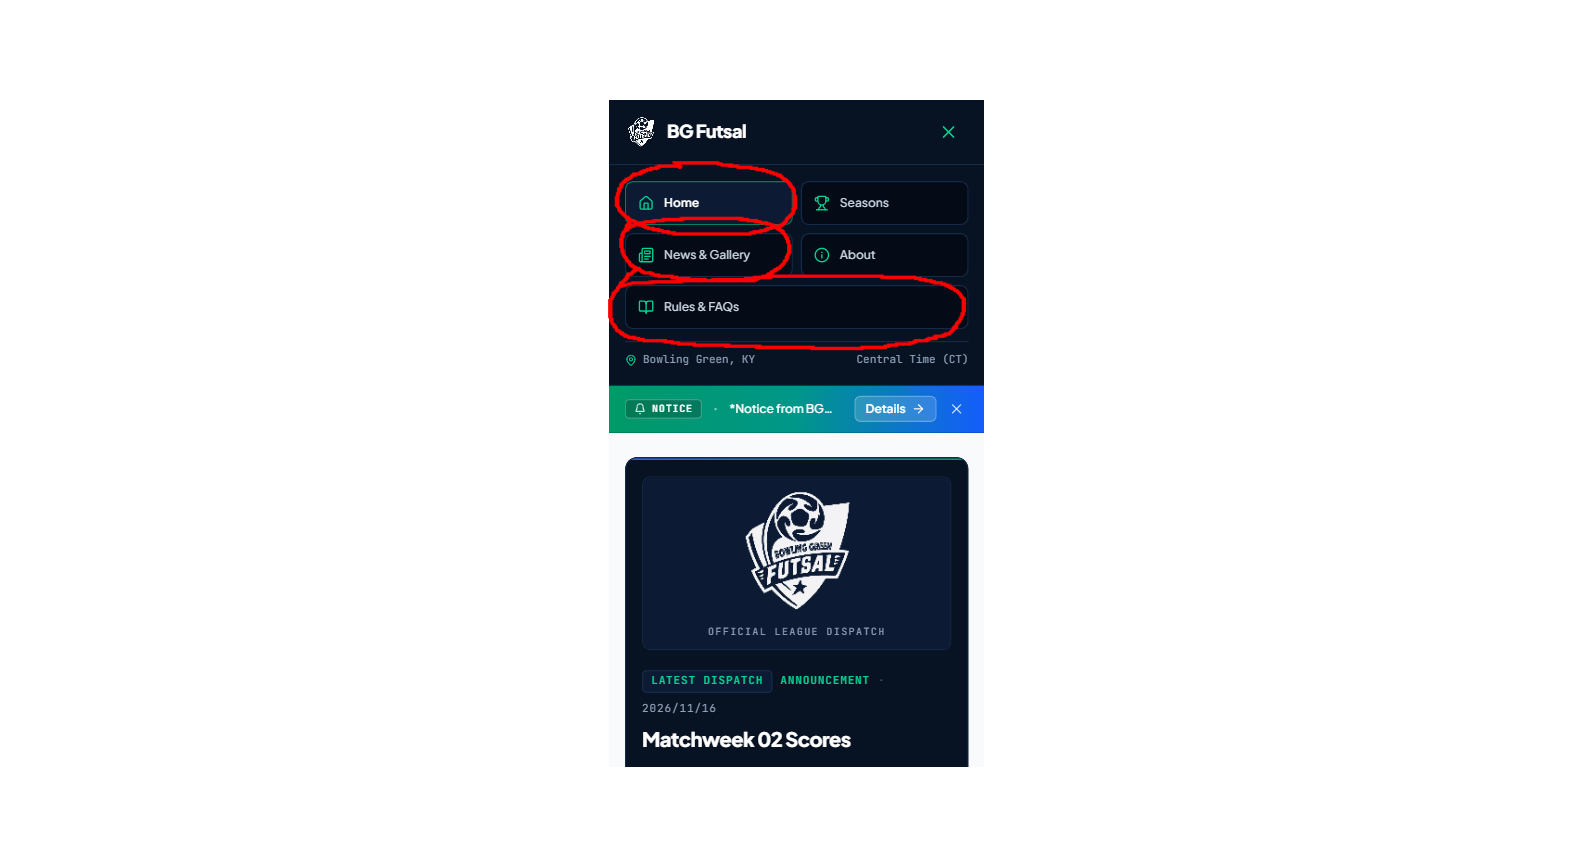 BG Futsal
Home
Seasons
News & Gallery
About
Rules & FAQs
Bowling Green, KY
Central Time (CT)
NOTICE · *Notice from BG... Details
BOWLING GREEN
FUTSAL
OFFICIAL LEAGUE DISPATCH
LATEST DISPATCH ANNOUNCEMENT ·
2026/11/16
Matchweek 02 Scores